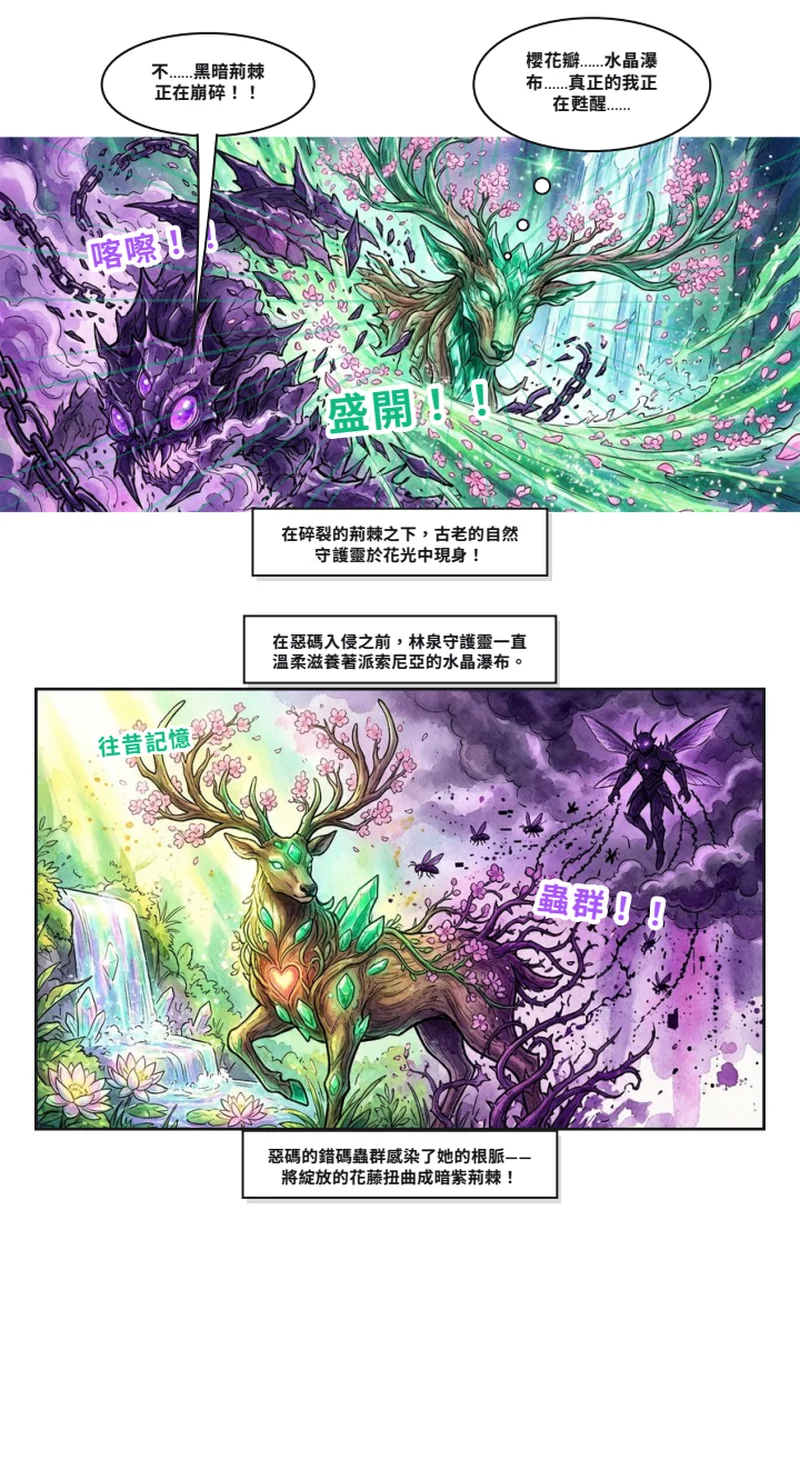 不……黑暗荊棘
正在崩碎！！
櫻花瓣……水晶瀑
布……真正的我正
在甦醒……
喀嚓！！
盛開！！
在碎裂的荊棘之下，古老的自然
守護靈於花光中現身！
在惡碼入侵之前，林泉守護靈一直
溫柔滋養著派索尼亞的水晶瀑布。
往昔記憶
蟲群！！
惡碼的錯碼蟲群感染了她的根脈——
將綻放的花藤扭曲成暗紫荊棘！